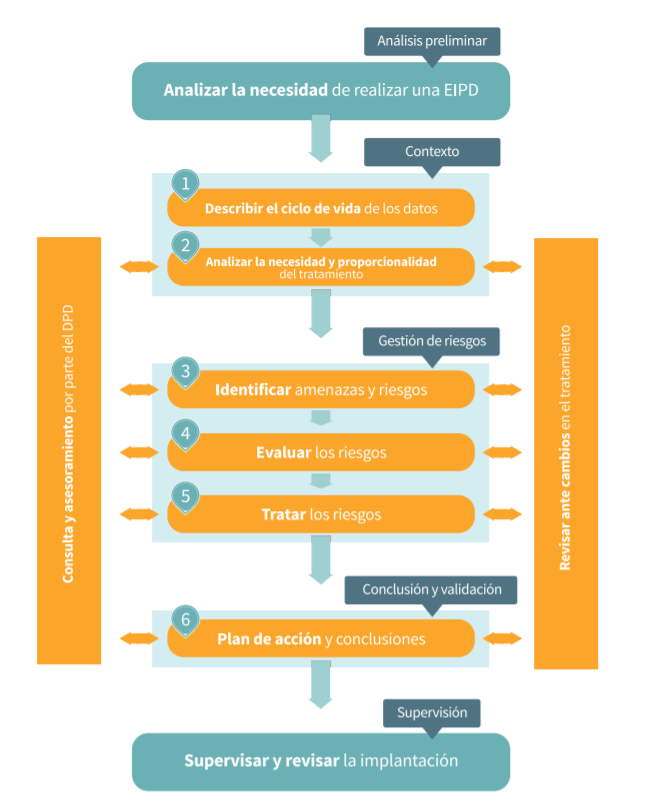 Análisis preliminar
Analizar la necesidad de realizar una EIPD
Contexto
1
Describir el ciclo de vida de los datos
2
Analizar la necesidad y proporcionalidad
del tratamiento
Gestión de riesgos
3
Identificar amenazas y riesgos
4
Evaluar los riesgos
5
Tratar los riesgos
Conclusión y validación
6
Plan de acción y conclusiones
Supervisión
Supervisar y revisar la implantación
Consulta y asesoramiento por parte del DPD
Revisar ante cambios en el tratamiento